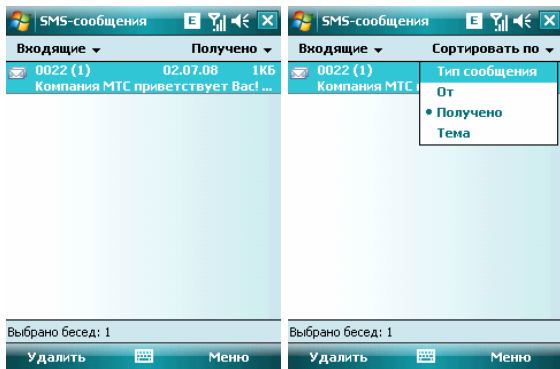 SMS-сообщения E
Входящие Получено
0022 (1) 02.07.08 1КБ
Компания МТС приветствует Вас! ...
Выбрано бесед: 1
Удалить Меню
SMS-сообщения E
Входящие Сортировать по
0022 (1)
Компания МТС
Тип сообщения
От
Получено
Тема
Выбрано бесед: 1
Удалить Меню